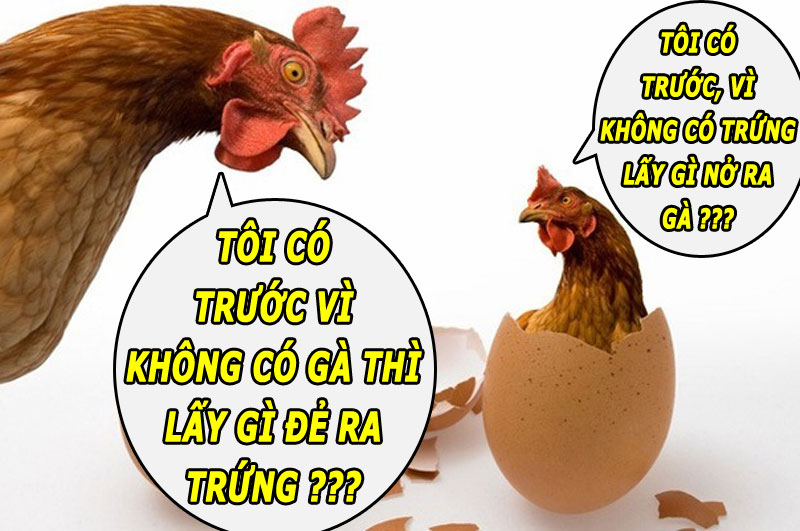 TÔI CÓ
TRƯỚC VÌ
KHÔNG CÓ GÀ THÌ
LẤY GÌ ĐẺ RA
TRỨNG ???
TÔI CÓ
TRƯỚC, VÌ
KHÔNG CÓ TRỨNG
LẤY GÌ NỞ RA
GÀ ???